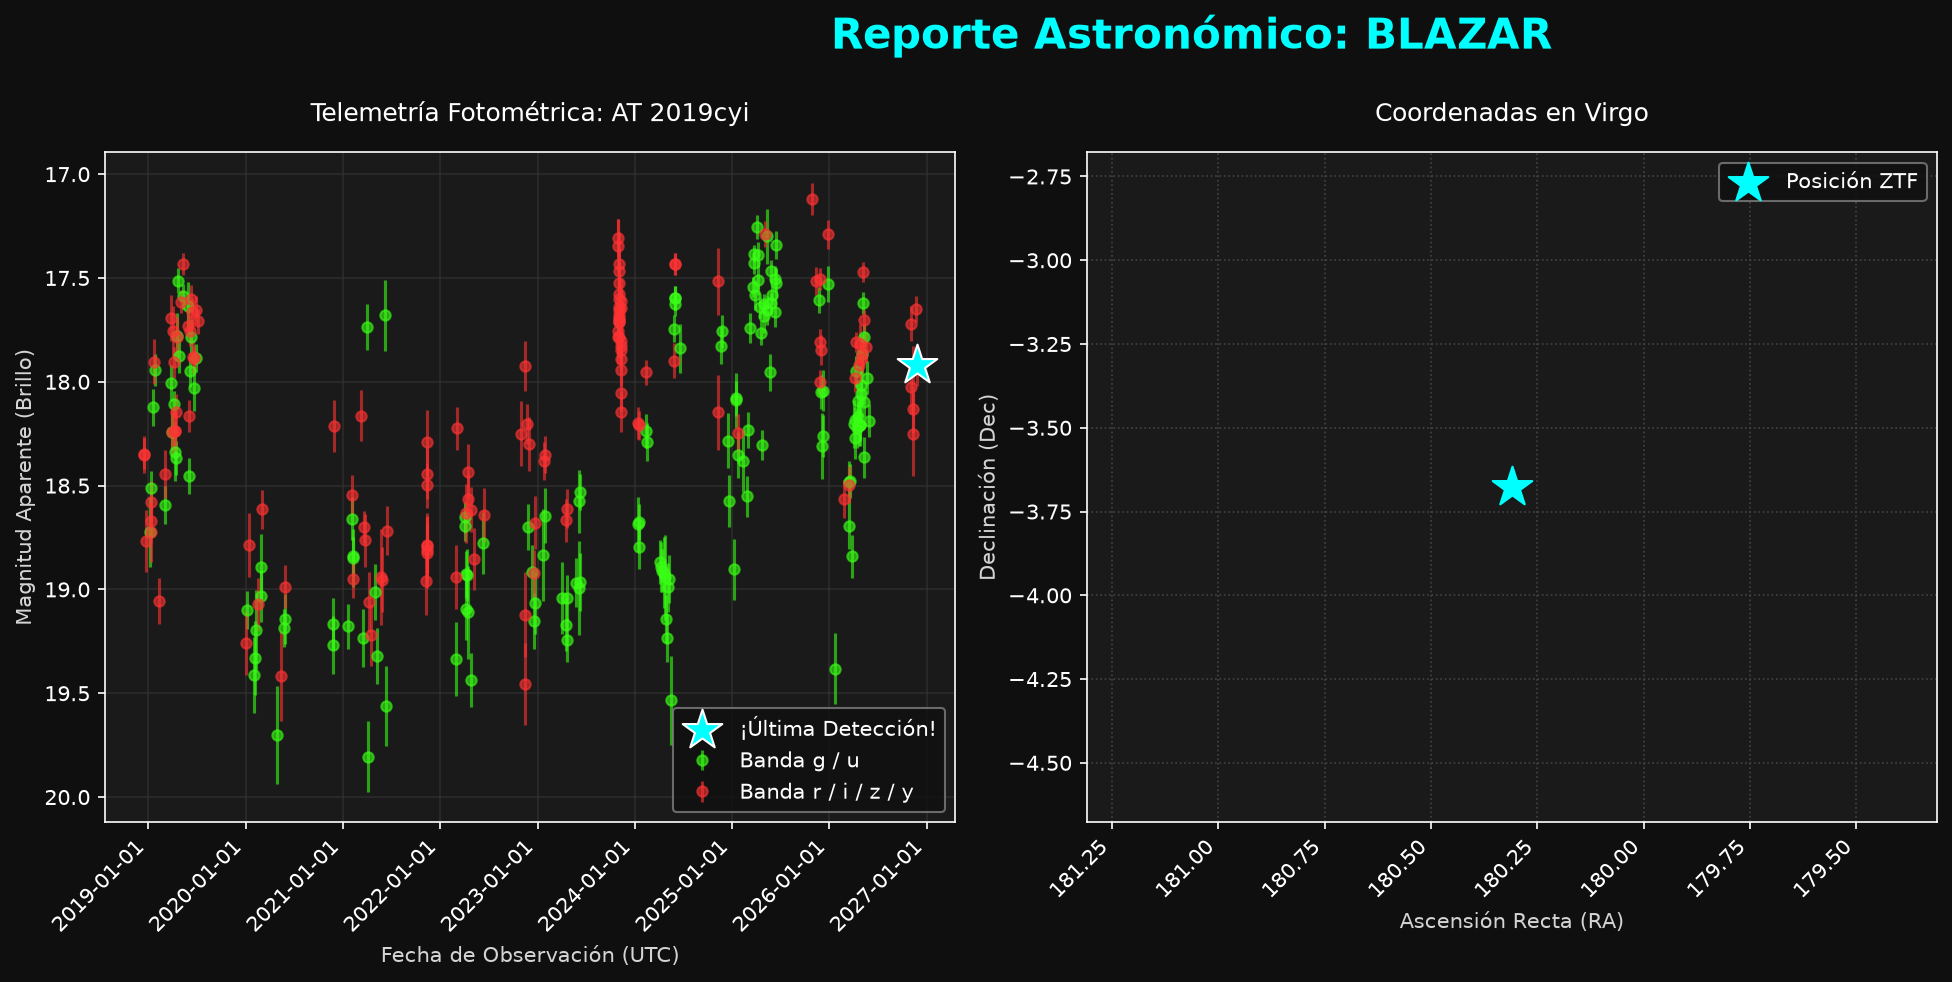 Reporte Astronómico: BLAZAR
Telemetría Fotométrica: AT 2019cyi
Magnitud Aparente (Brillo)
17.0
17.5
18.0
18.5
19.0
19.5
20.0
¡Última Detección!
Banda g / u
Banda r / i / z / y
2019-01-01
2020-01-01
2021-01-01
2022-01-01
2023-01-01
2024-01-01
2025-01-01
2026-01-01
2027-01-01
Fecha de Observación (UTC)
Coordenadas en Virgo
Declinación (Dec)
−2.75
−3.00
−3.25
−3.50
−3.75
−4.00
−4.25
−4.50
Posición ZTF
181.25
181.00
180.75
180.50
180.25
180.00
179.75
179.50
Ascensión Recta (RA)